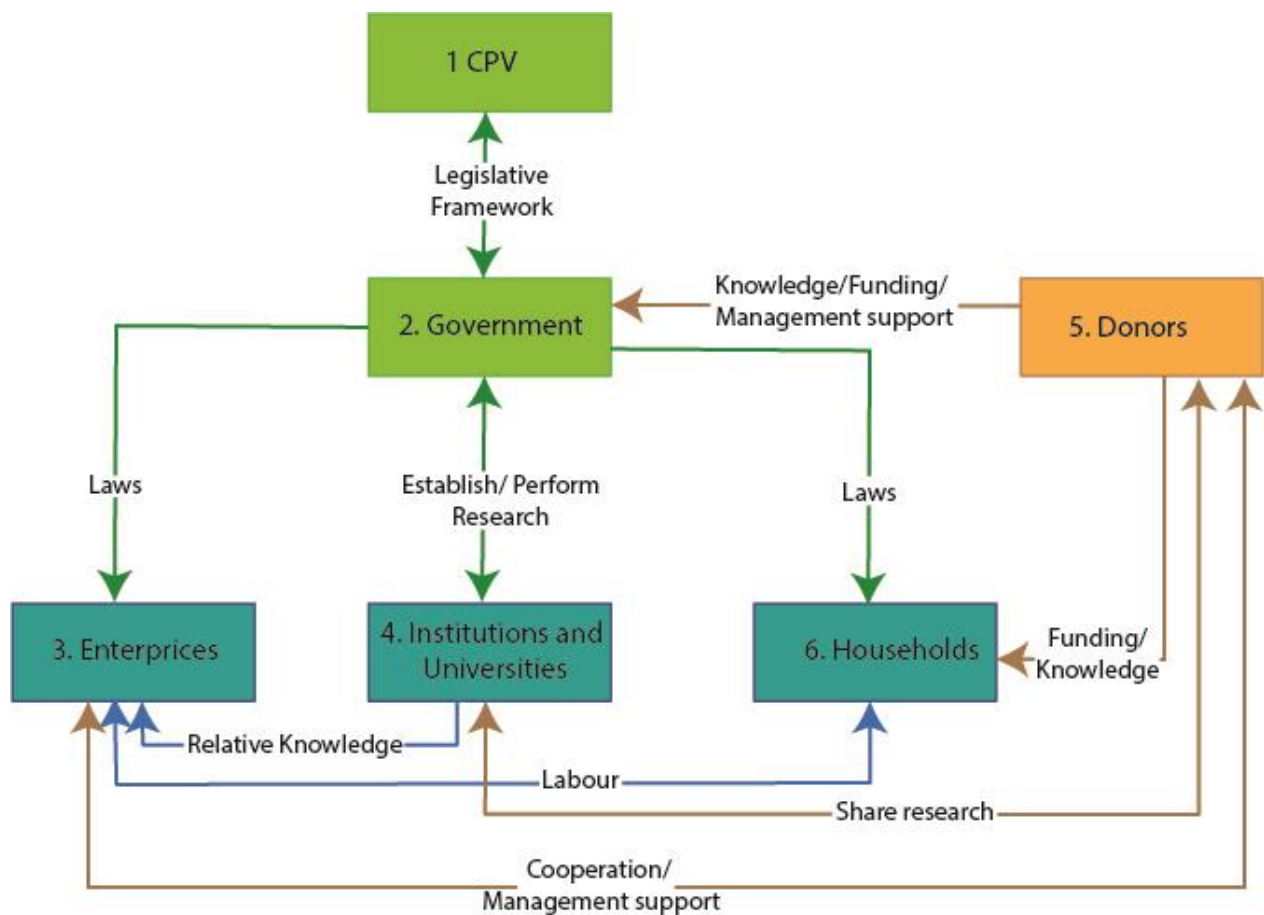 1 CPV
Legislative
Framework
2. Government
Knowledge/Funding/
Management support
5. Donors
Laws
Establish/ Perform
Research
Laws
3. Enterprices
4. Institutions and
Universities
6. Households
Funding/
Knowledge
Relative Knowledge
Labour
Share research
Cooperation/
Management support